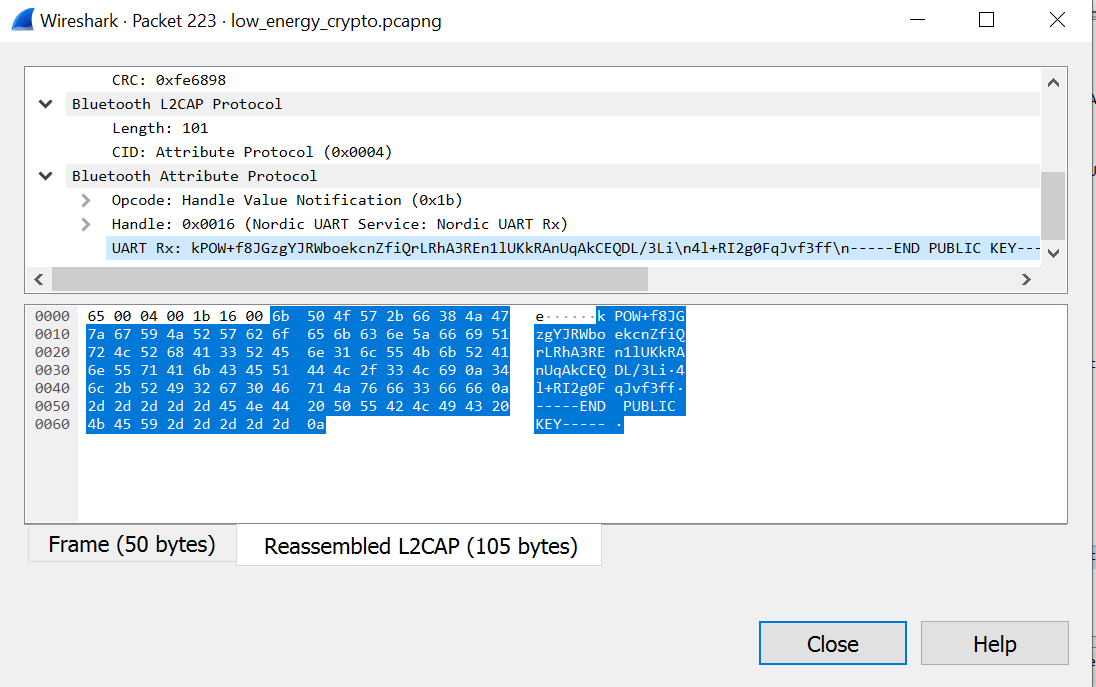 Wireshark · Packet 223 · low_energy_crypto.pcapng
CRC: 0xfe6898
Bluetooth L2CAP Protocol
Length: 101
CID: Attribute Protocol (0x0004)
Bluetooth Attribute Protocol
Opcode: Handle Value Notification (0x1b)
Handle: 0x0016 (Nordic UART Service: Nordic UART Rx)
UART Rx: kPOW+f8JGzgYJRWboekcnZfiQrLRhA3REn1lUKkRAnUqAkCEQDL/3Li\n4l+RI2g0FqJvf3ff\n-----END PUBLIC KEY---
0000 65 00 04 00 1b 16 00 6b 50 4f 57 2b 66 38 4a 47 e······k POW+f8JG
0010 7a 67 59 4a 52 57 62 6f 65 6b 63 6e 5a 66 69 51 zgYJRWbo ekcnZfiQ
0020 72 4c 52 68 41 33 52 45 6e 31 6c 55 4b 6b 52 41 rLRhA3RE n1lUKkRA
0030 6e 55 71 41 6b 43 45 51 44 4c 2f 33 4c 69 0a 34 nUqAkCEQ DL/3Li·4
0040 6c 2b 52 49 32 67 30 46 71 4a 76 66 33 66 66 0a l+RI2g0F qJvf3ff·
0050 2d 2d 2d 2d 2d 45 4e 44 20 50 55 42 4c 49 43 20 -----END PUBLIC
0060 4b 45 59 2d 2d 2d 2d 2d 0a KEY----- ·
Frame (50 bytes) Reassembled L2CAP (105 bytes)
Close Help